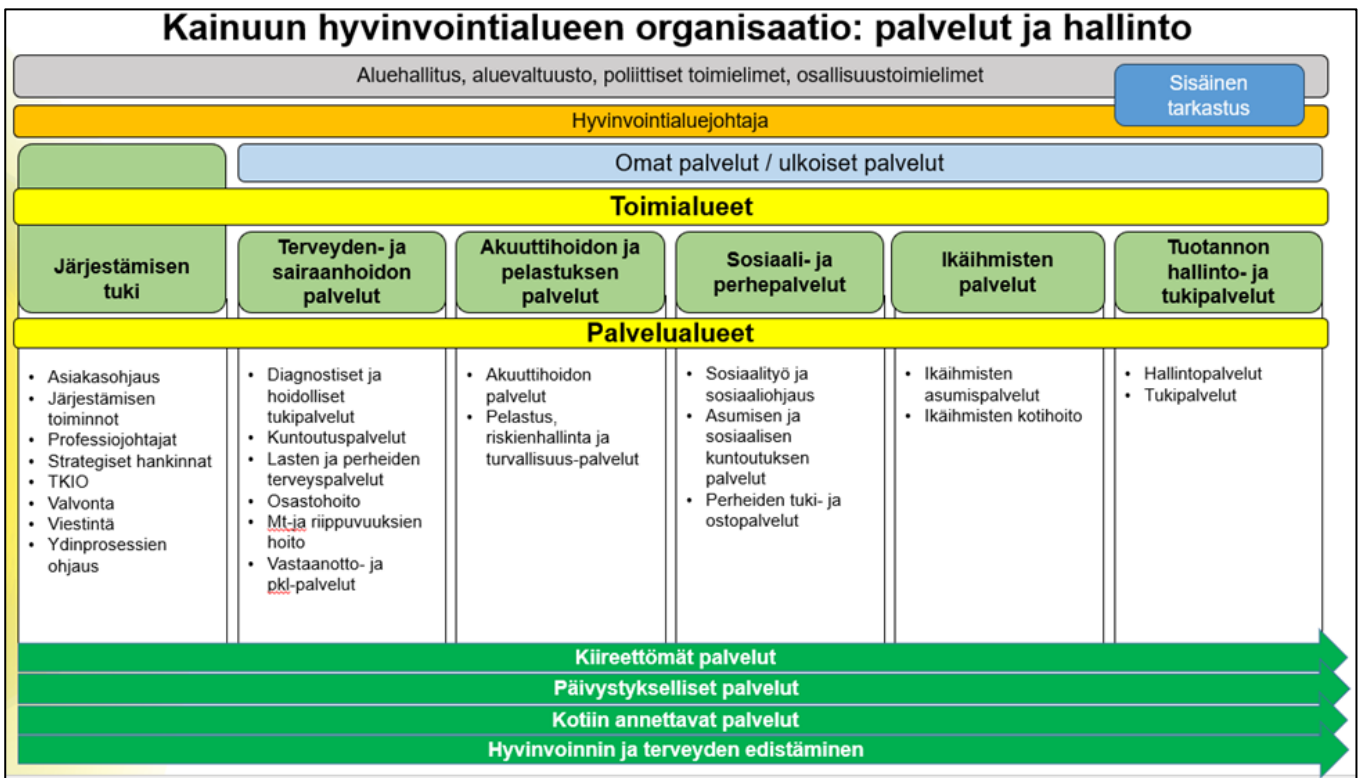 Kainuun hyvinvointialueen organisaatio: palvelut ja hallinto
Aluehallitus, aluevaltuusto, poliittiset toimielimet, osallisuustoimielimet
Sisäinen
tarkastus
Hyvinvointialuejohtaja
Omat palvelut / ulkoiset palvelut
Toimialueet
Järjestämisen
tuki
Terveyden- ja
sairaanhoidon
palvelut
Akuuttihoidon ja
pelastuksen
palvelut
Sosiaali- ja
perhepalvelut
Ikäihmisten
palvelut
Tuotannon
hallinto- ja
tukipalvelut
Palvelualueet
• Asiakasohjaus
• Järjestämisen
toiminnot
• Professiojohtajat
• Strategiset hankinnat
• TKIO
• Valvonta
• Viestintä
• Ydinprosessien
ohjaus
• Diagnostiset ja
hoidolliset
tukipalvelut
• Kuntoutuspalvelut
• Lasten ja perheiden
terveyspalvelut
• Osastohoito
• Mt-ja riippuvuuksien
hoito
• Vastaanotto- ja
pkl-palvelut
• Akuuttihoidon
palvelut
• Pelastus,
riskienhallinta ja
turvallisuus-palvelut
• Sosiaalityö ja
sosiaaliohjaus
• Asumisen ja
sosiaalisen
kuntoutuksen
palvelut
• Perheiden tuki- ja
ostopalvelut
• Ikäihmisten
asumispalvelut
• Ikäihmisten kotihoito
• Hallintopalvelut
• Tukipalvelut
Kiireettömät palvelut
Päivystykselliset palvelut
Kotiin annettavat palvelut
Hyvinvoinnin ja terveyden edistäminen